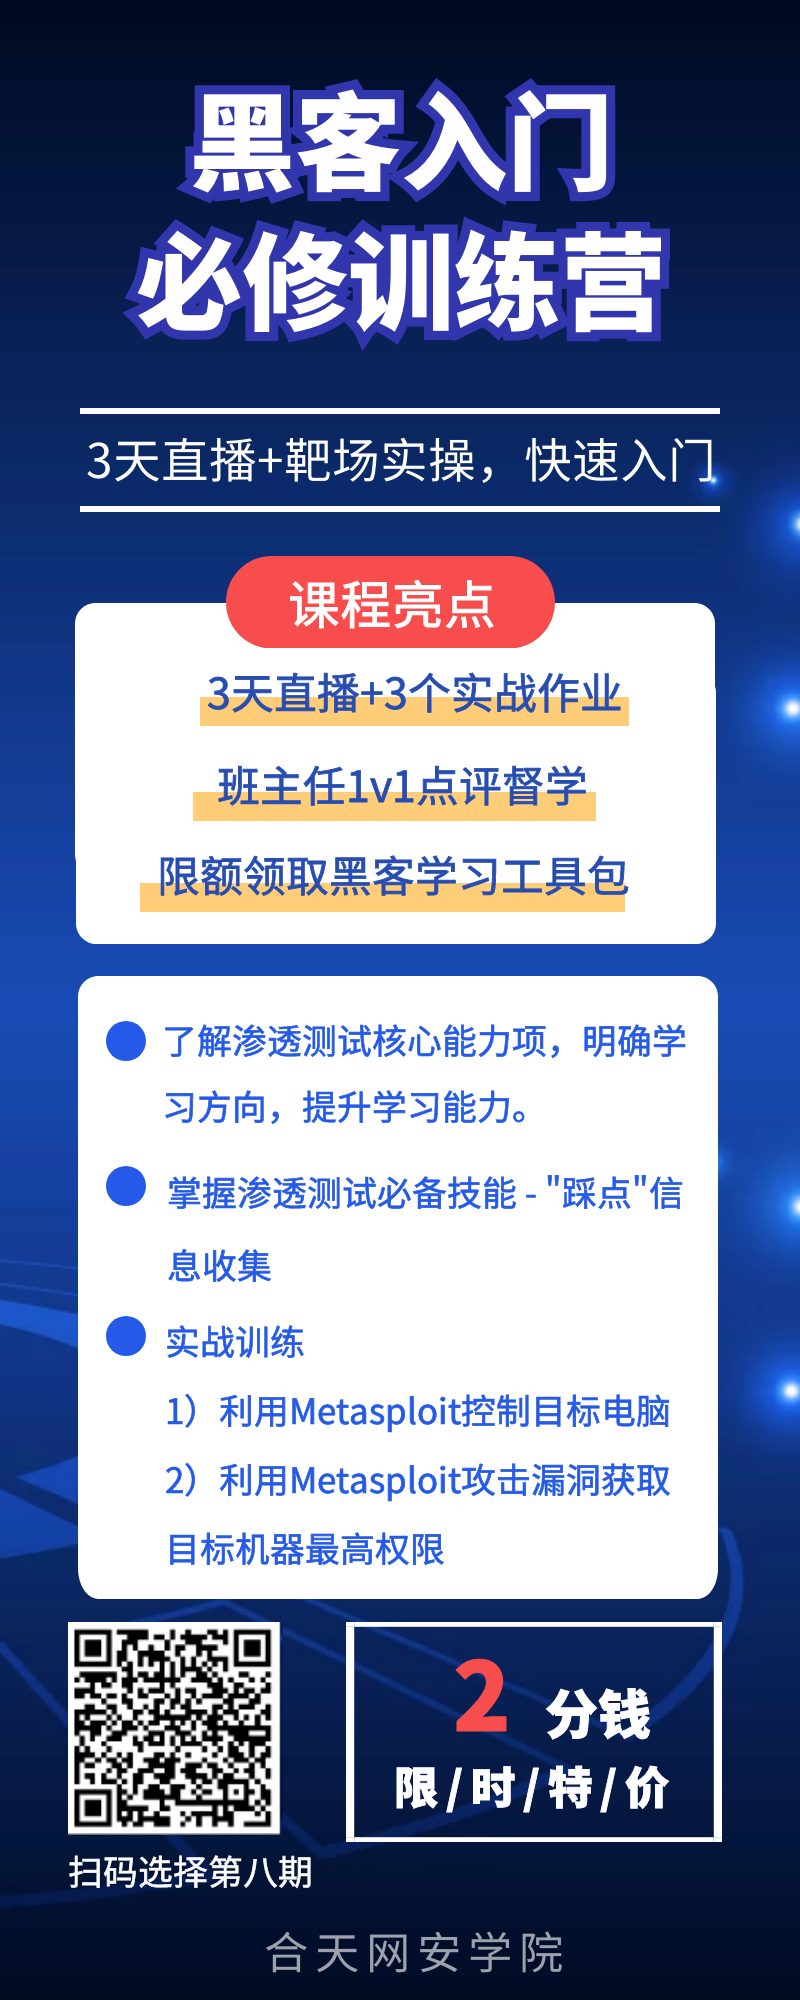 黑客入门
必修训练营
3天直播+靶场实操，快速入门
课程亮点
3天直播+3个实战作业
班主任1v1点评督学
限额领取黑客学习工具包
了解渗透测试核心能力项，明确学
习方向，提升学习能力。
掌握渗透测试必备技能 - "踩点"信
息收集
实战训练
1）利用Metasploit控制目标电脑
2）利用Metasploit攻击漏洞获取
目标机器最高权限
2 分钱
限/时/特/价
扫码选择第八期
合天网安学院